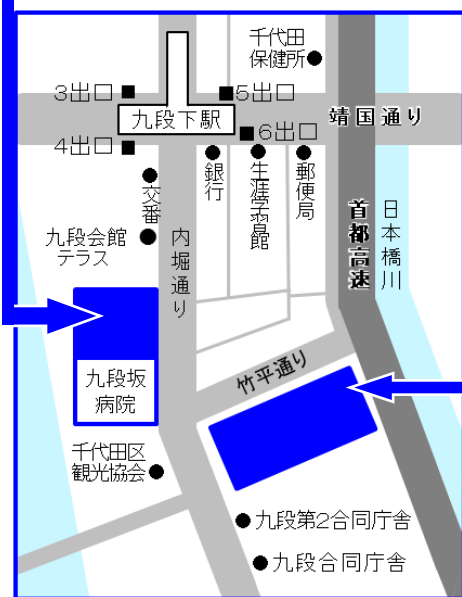 千代田
保健所
3出口
5出口
九段下駅
靖国通り
4出口
6出口
交番
銀行
生涯学習館
郵便局
九段会館
テラス
内堀通り
首都高速
日本橋川
竹平通り
九段坂
病院
千代田区
観光協会
九段第2合同庁舎
九段合同庁舎